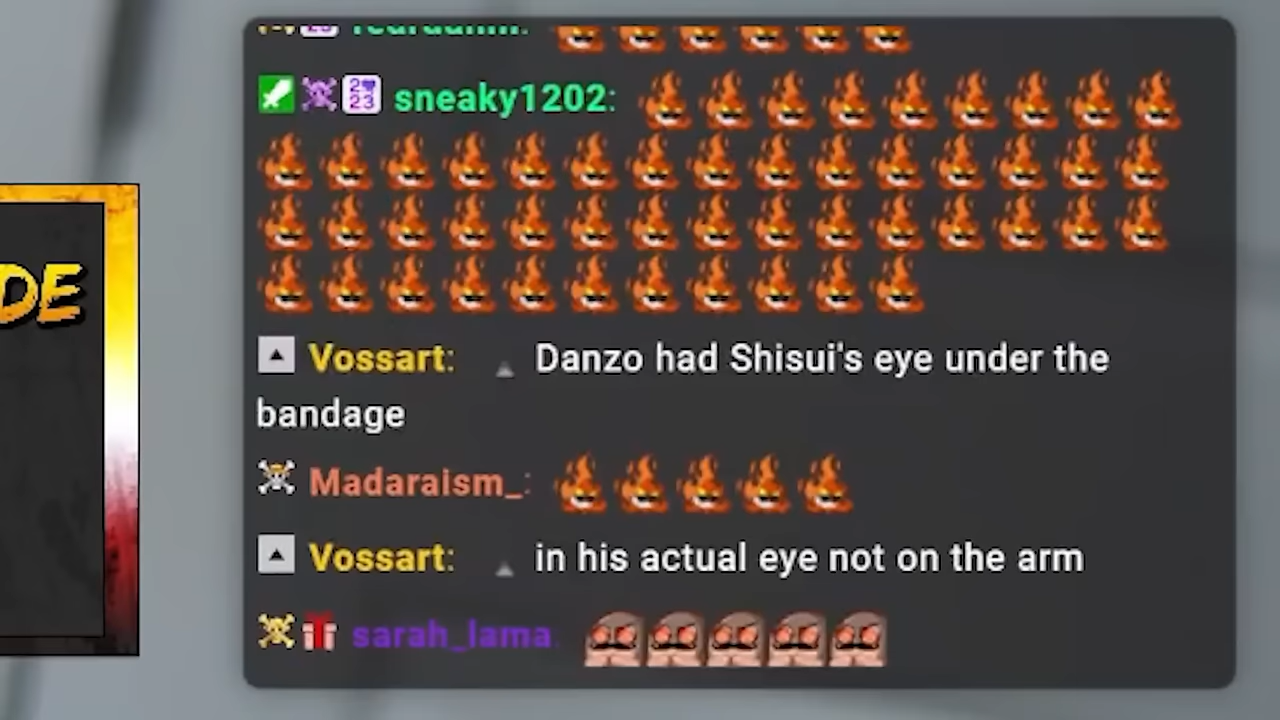 sneaky1202:
DE
Vossart: Danzo had Shisui's eye under the
bandage
Madaraism_:
Vossart: in his actual eye not on the arm
sarah_lama